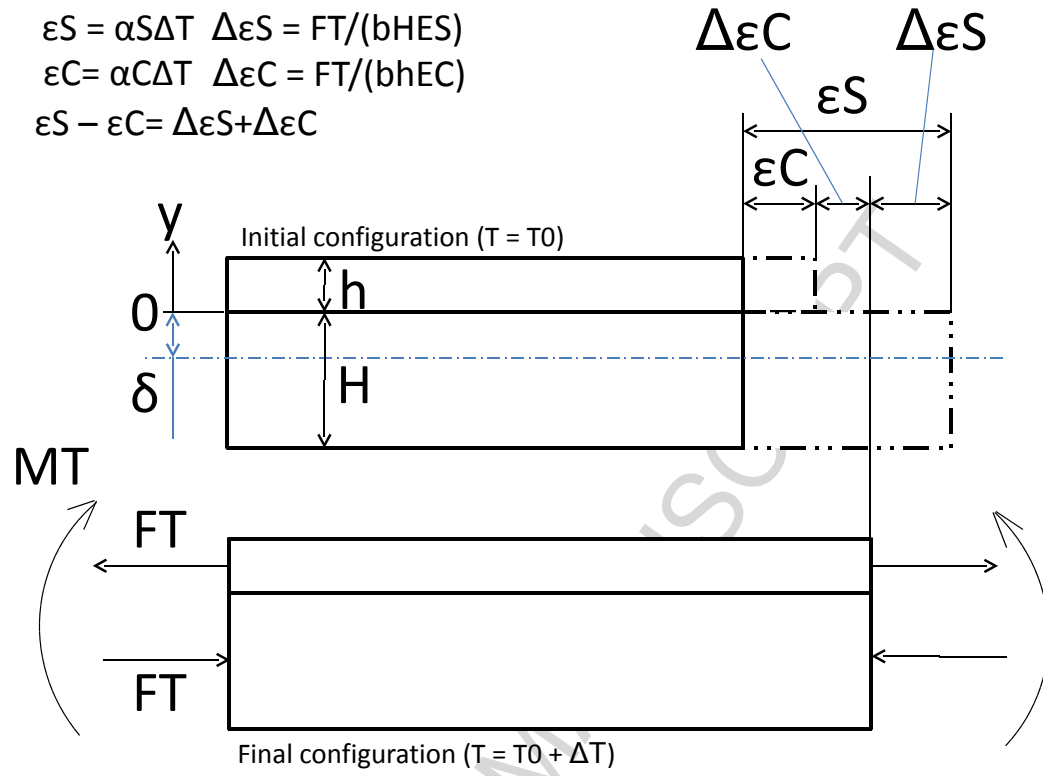 εS = αSΔT ΔεS = FT/(bHES)
εC= αCΔT ΔεC = FT/(bhEC)
εS – εC= ΔεS+ΔεC
ΔεC ΔεS
εS
εC
y
Initial configuration (T = T0)
h
0
δ
H
MT
FT
FT
Final configuration (T = T0 + ΔT)